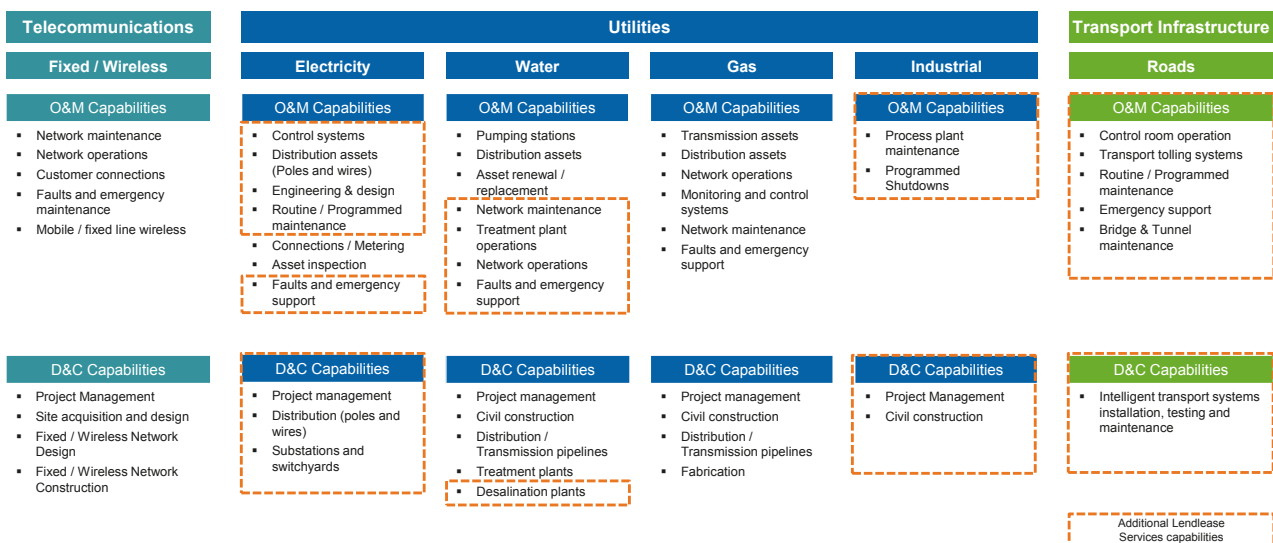 Telecommunications
Utilities
Transport Infrastructure
Fixed / Wireless
Electricity
Water
Gas
Industrial
Roads
O&M Capabilities
▪ Network maintenance
▪ Network operations
▪ Customer connections
▪ Faults and emergency
maintenance
▪ Mobile / fixed line wireless
O&M Capabilities
▪ Control systems
▪ Distribution assets
(Poles and wires)
▪ Engineering & design
▪ Routine / Programmed
maintenance
▪ Connections / Metering
▪ Asset inspection
▪ Faults and emergency
support
O&M Capabilities
▪ Pumping stations
▪ Distribution assets
▪ Asset renewal /
replacement
▪ Network maintenance
▪ Treatment plant
operations
▪ Network operations
▪ Faults and emergency
support
O&M Capabilities
▪ Transmission assets
▪ Distribution assets
▪ Network operations
▪ Monitoring and control
systems
▪ Network maintenance
▪ Faults and emergency
support
O&M Capabilities
▪ Process plant
maintenance
▪ Programmed
Shutdowns
O&M Capabilities
▪ Control room operation
▪ Transport tolling systems
▪ Routine / Programmed
maintenance
▪ Emergency support
▪ Bridge & Tunnel
maintenance
D&C Capabilities
▪ Project Management
▪ Site acquisition and design
▪ Fixed / Wireless Network
Design
▪ Fixed / Wireless Network
Construction
D&C Capabilities
▪ Project management
▪ Distribution (poles and
wires)
▪ Substations and
switchyards
D&C Capabilities
▪ Project management
▪ Civil construction
▪ Distribution /
Transmission pipelines
▪ Treatment plants
▪ Desalination plants
D&C Capabilities
▪ Project management
▪ Civil construction
▪ Distribution /
Transmission pipelines
▪ Fabrication
D&C Capabilities
▪ Project Management
▪ Civil construction
D&C Capabilities
▪ Intelligent transport systems
installation, testing and
maintenance
Additional Lendlease
Services capabilities